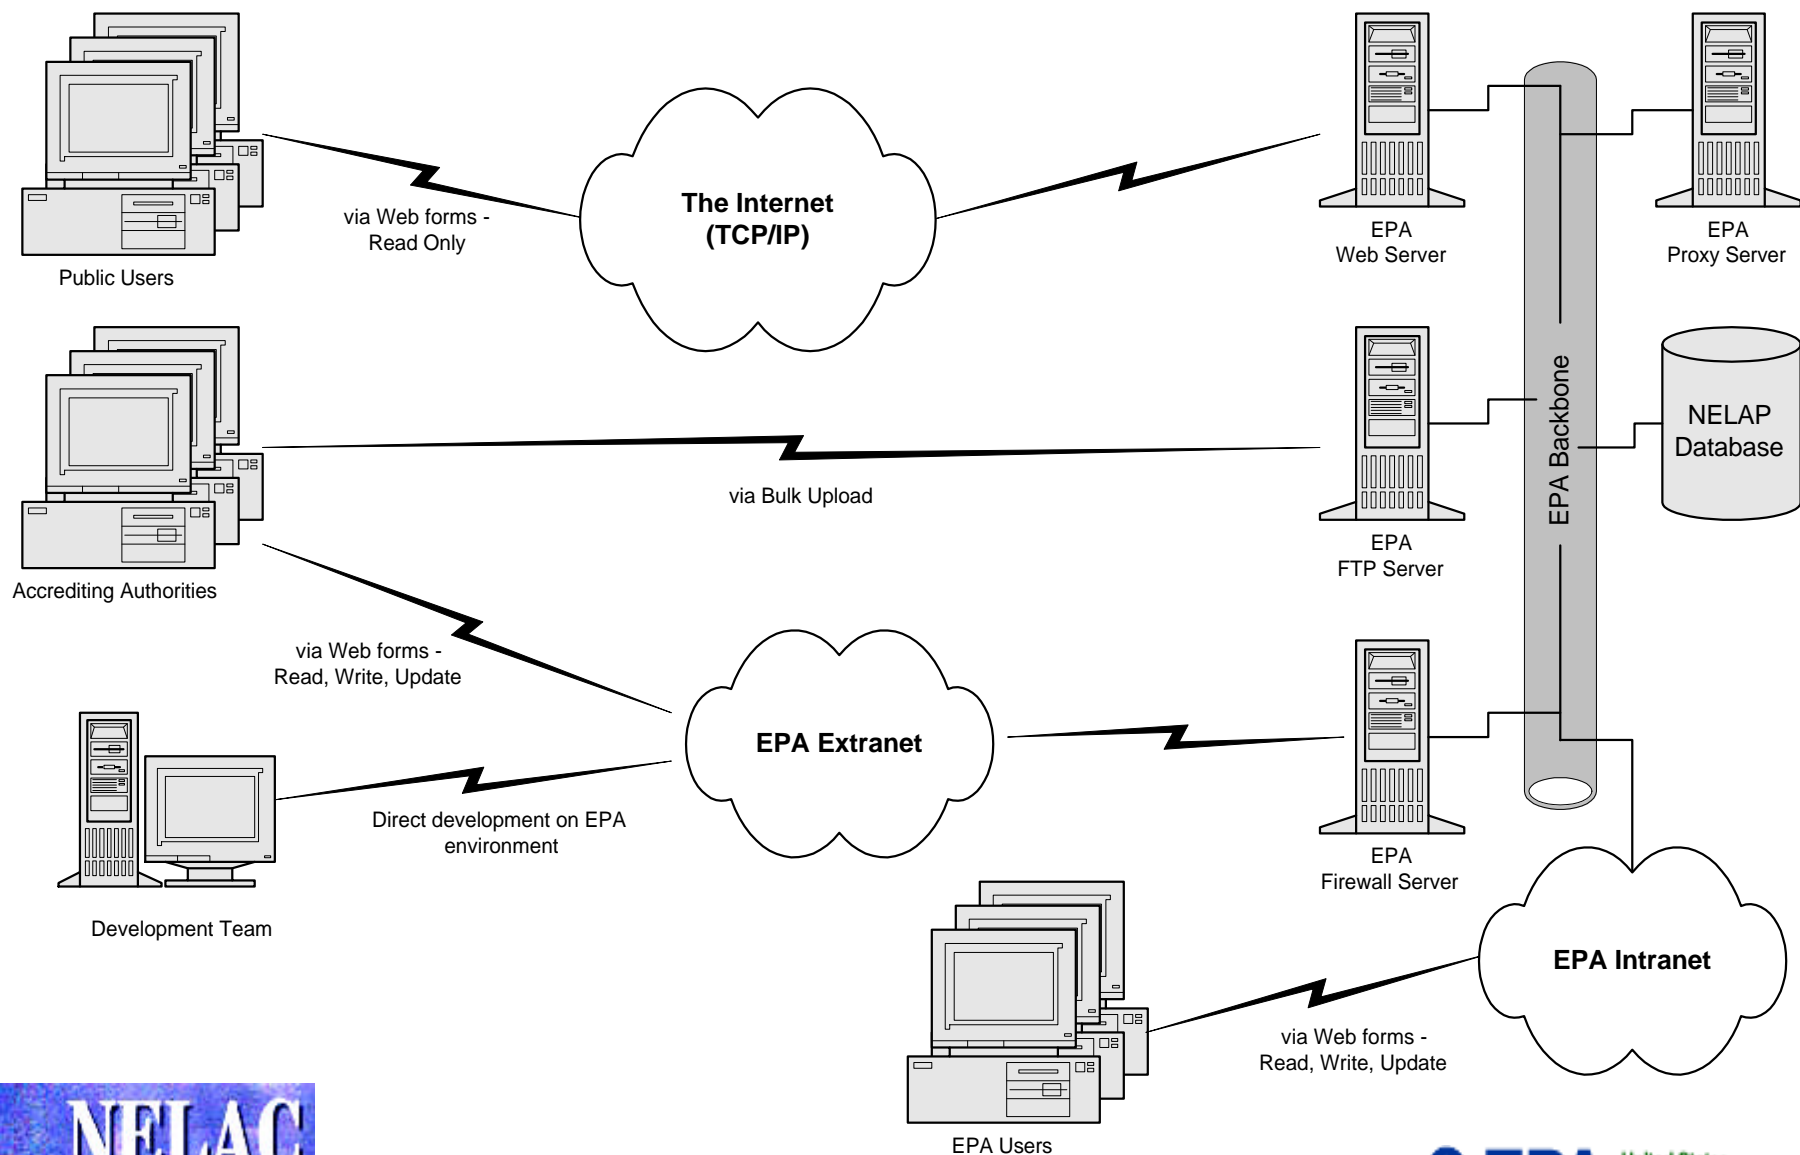 Public Users
via Web forms -
Read Only
The Internet
(TCP/IP)
EPA
Web Server
EPA
Proxy Server
Accrediting Authorities
via Bulk Upload
EPA
FTP Server
EPA Backbone
NELAP
Database
via Web forms -
Read, Write, Update
EPA Extranet
Direct development on EPA
environment
Development Team
EPA
Firewall Server
EPA Intranet
via Web forms -
Read, Write, Update
EPA Users
NELAC
EPA